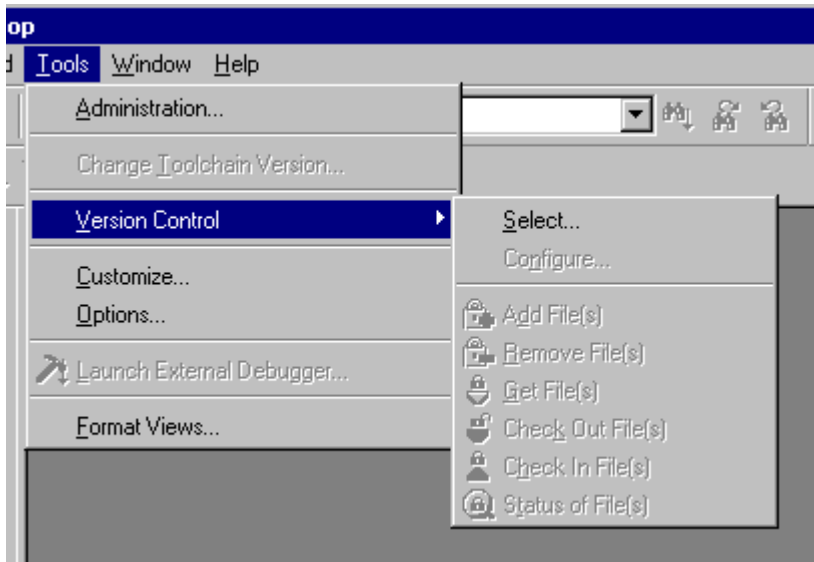 op
d Tools Window Help
Administration...
Change Toolchain Version...
Version Control
Select...
Configure...
Customize...
Options...
Add File(s)
Remove File(s)
Launch External Debugger...
Get File(s)
Format Views...
Check Out File(s)
Check In File(s)
Status of File(s)